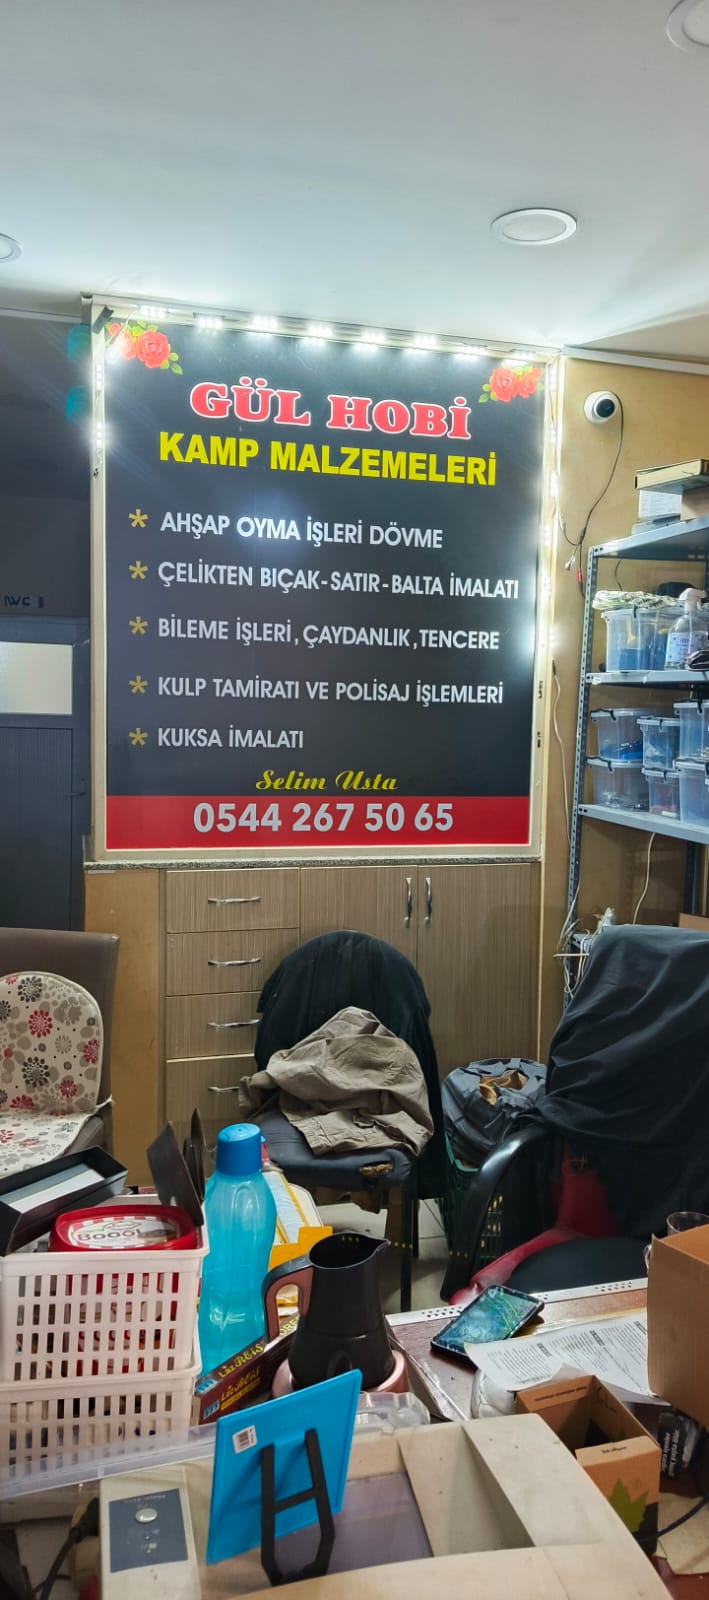 GÜL HOBİ
KAMP MALZEMELERİ
* AHŞAP OYMA İŞLERİ DÖVME
* ÇELİKTEN BIÇAK-SATIR-BALTA İMALATI
* BİLEME İŞLERİ, ÇAYDANLIK, TENCERE
* KULP TAMİRATI VE POLİSAJ İŞLEMLERİ
* KUKSA İMALATI
Selim Usta
0544 267 50 65
WC